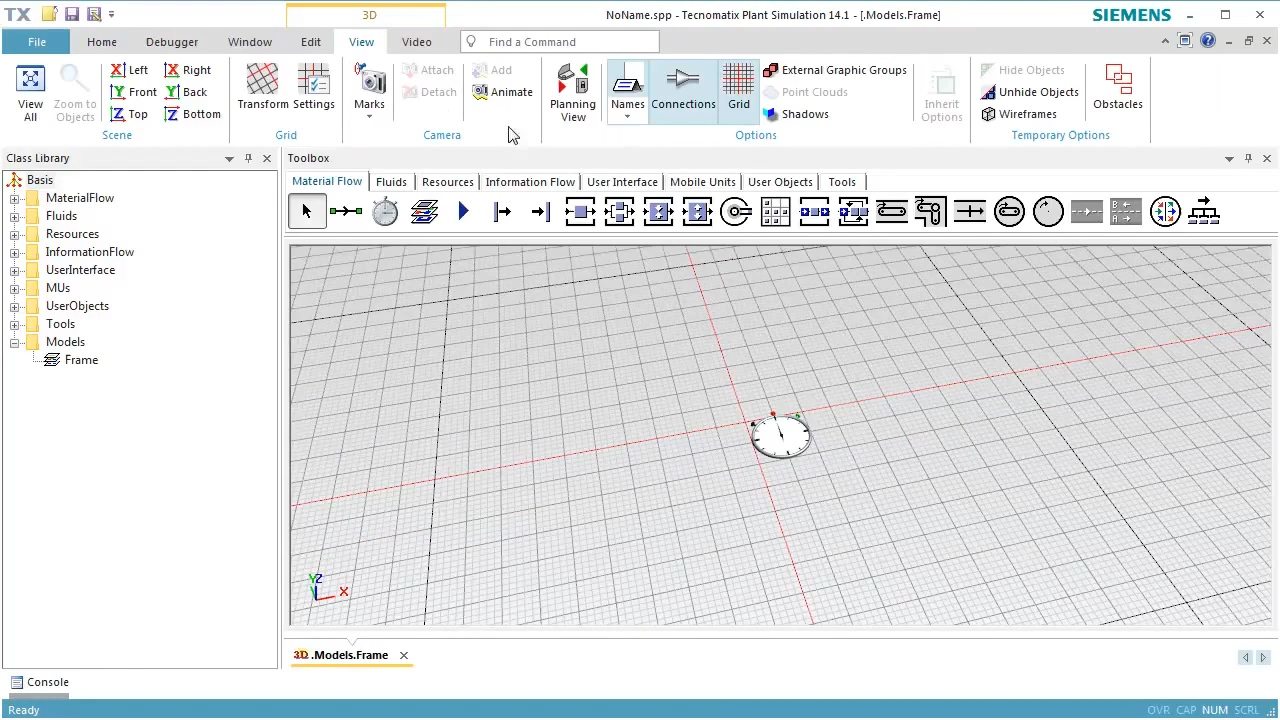 TX
3D
NoName.spp - Tecnomatix Plant Simulation 14.1 - [.Models.Frame]
SIEMENS
File
Home
Debugger
Window
Edit
View
Video
Find a Command
View All
Zoom to Objects
Left
Front
Top
Right
Back
Bottom
Scene
Transform
Settings
Grid
Marks
Attach
Detach
Add
Animate
Camera
Planning View
Names
Connections
Grid
External Graphic Groups
Point Clouds
Shadows
Options
Inherit Options
Hide Objects
Unhide Objects
Wireframes
Obstacles
Temporary Options
Class Library
Basis
MaterialFlow
Fluids
Resources
InformationFlow
UserInterface
MUs
UserObjects
Tools
Models
Frame
Toolbox
Material Flow
Fluids
Resources
Information Flow
User Interface
Mobile Units
User Objects
Tools
Z
X
3D .Models.Frame
Console
Ready
OVR CAP NUM SCRL